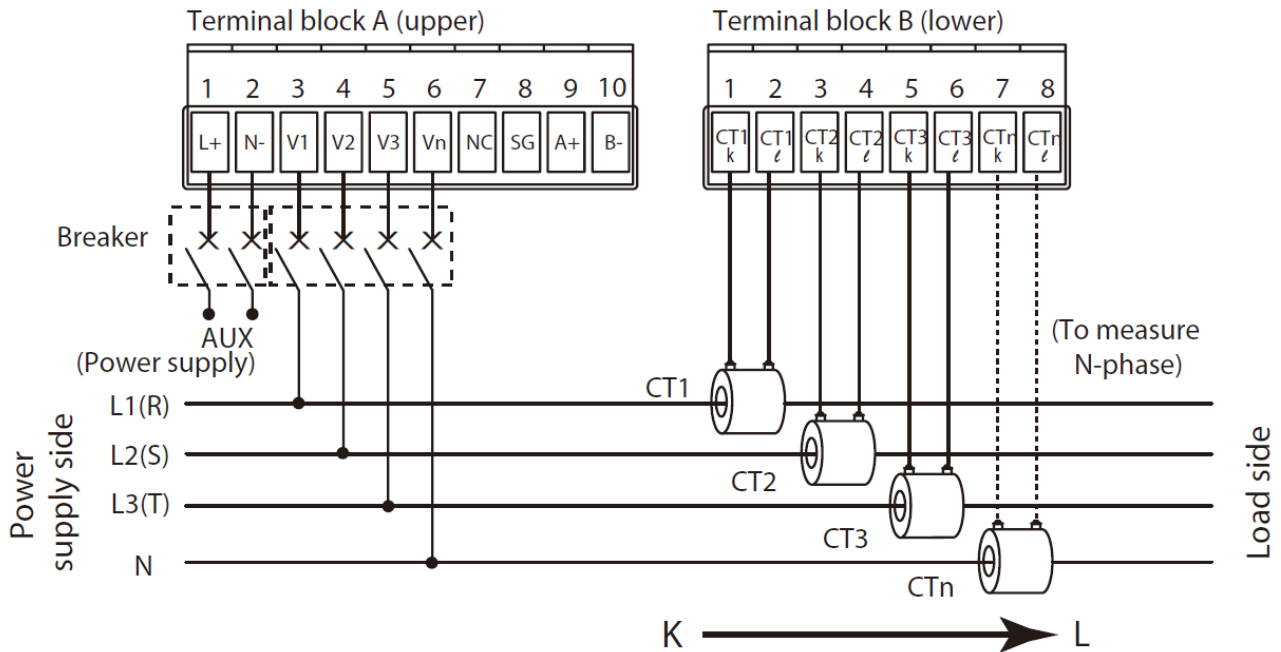 Terminal block A (upper)
Terminal block B (lower)
1 2 3 4 5 6 7 8 9 10
L+ N- V1 V2 V3 Vn NC SG A+ B-
1 2 3 4 5 6 7 8
CT1 CT1 CT2 CT2 CT3 CT3 CTn CTn
k ℓ k ℓ k ℓ k ℓ
Breaker
AUX
(Power supply)
(To measure
N-phase)
L1(R)
L2(S)
L3(T)
N
CT1
CT2
CT3
CTn
Power
supply side
Load side
K L